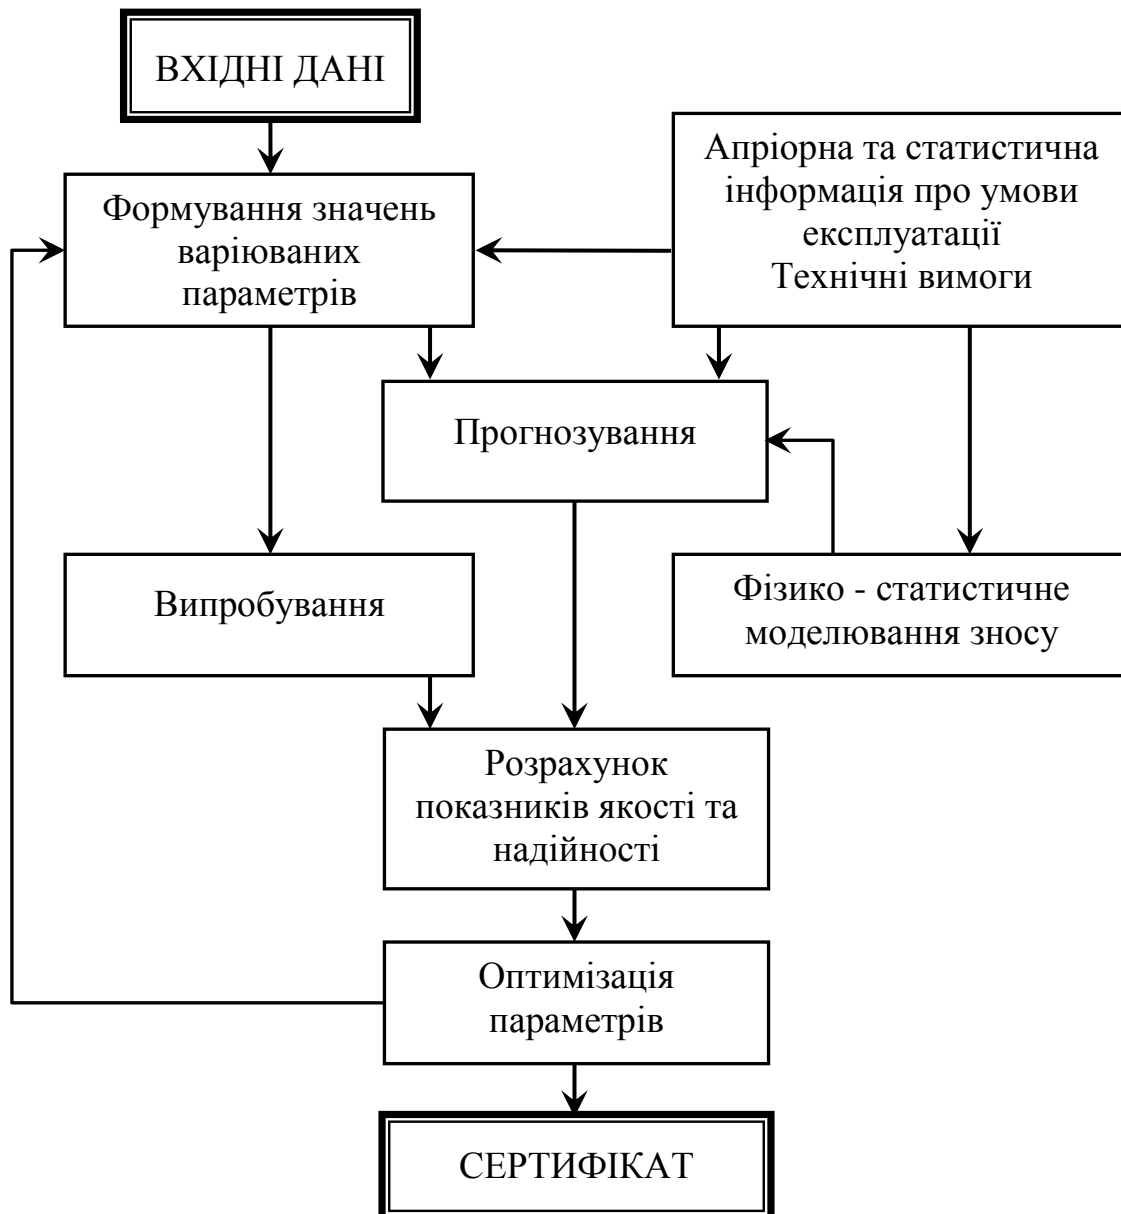 ВХІДНІ ДАНІ
Апріорна та статистична
інформація про умови
експлуатації
Технічні вимоги
Формування значень
варіюваних
параметрів
Прогнозування
Випробування
Фізико - статистичне
моделювання зносу
Розрахунок
показників якості та
надійності
Оптимізація
параметрів
СЕРТИФІКАТ